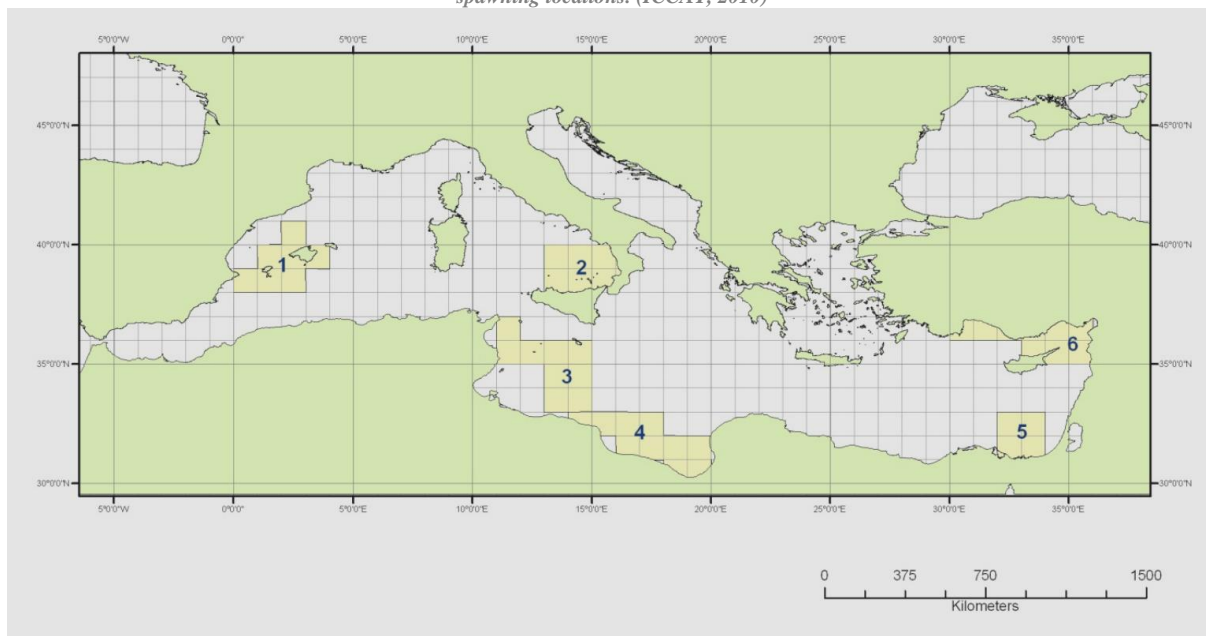 spawning locations. (ICCAT, 2010)
5°0'0"W 0°0'0" 5°0'0"E 10°0'0"E 15°0'0"E 20°0'0"E 25°0'0"E 30°0'0"E 35°0'0"E
45°0'0"N 45°0'0"N
40°0'0"N 40°0'0"N
1 2
6
35°0'0"N 35°0'0"N
3
4 5
30°0'0"N 30°0'0"N
5°0'0"W 0°0'0" 5°0'0"E 10°0'0"E 15°0'0"E 20°0'0"E 25°0'0"E 30°0'0"E 35°0'0"E
0 375 750 1500
Kilometers